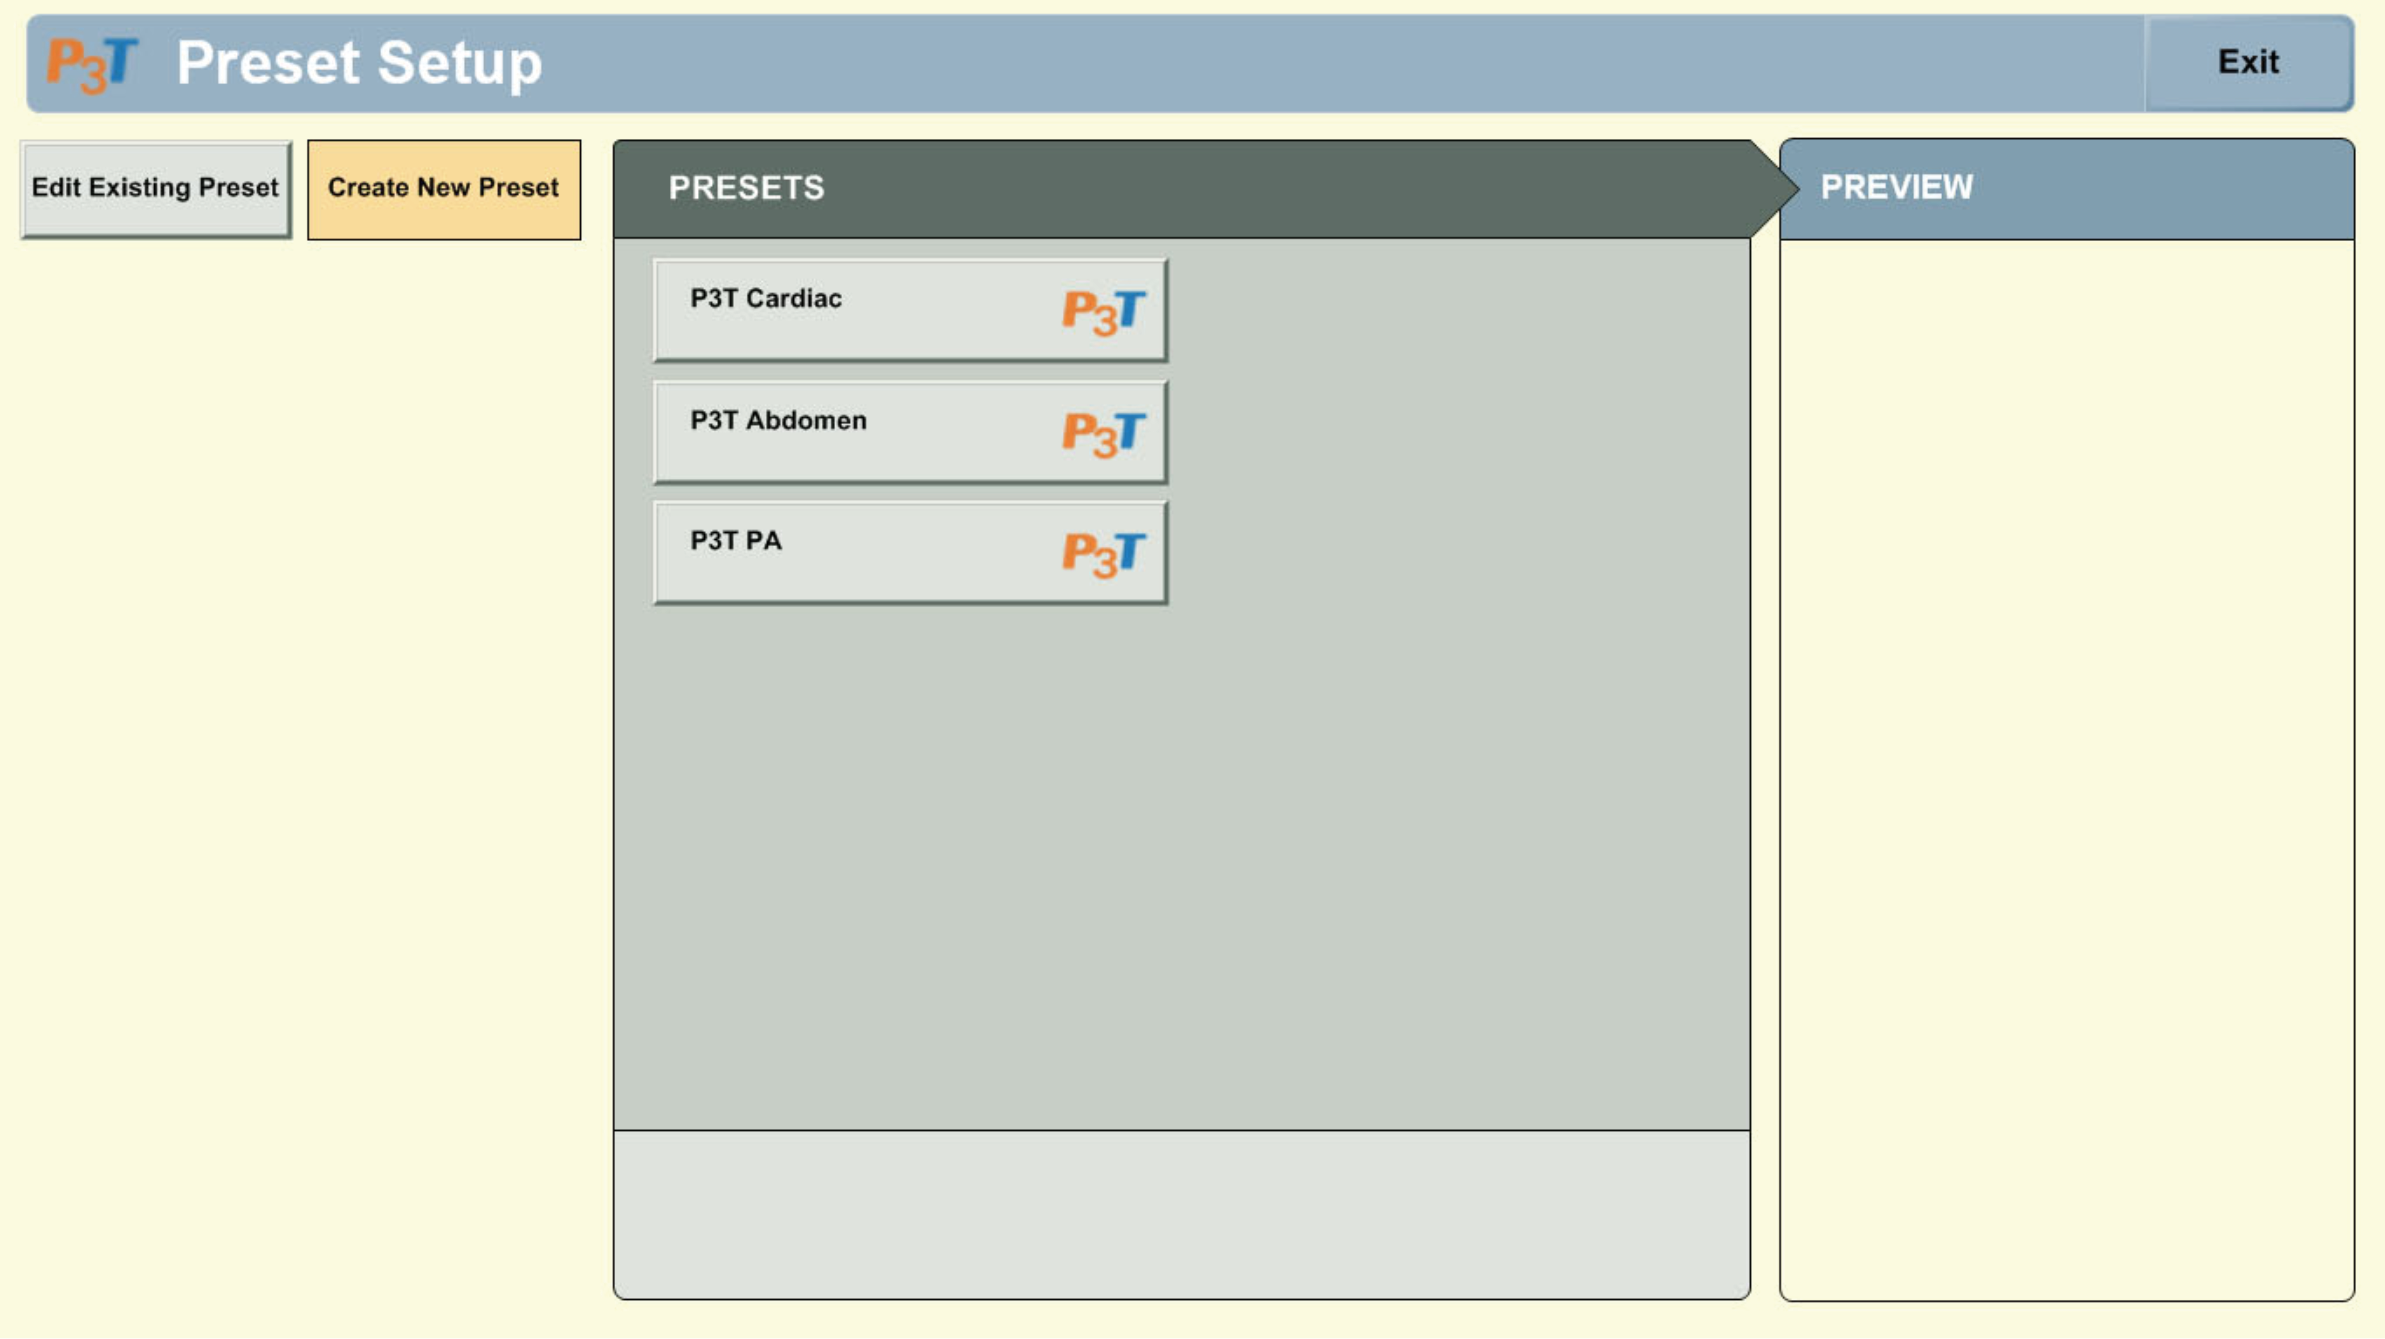 P3T Preset Setup
Exit
Edit Existing Preset
Create New Preset
PRESETS
PREVIEW
P3T Cardiac
P3T
P3T Abdomen
P3T
P3T PA
P3T